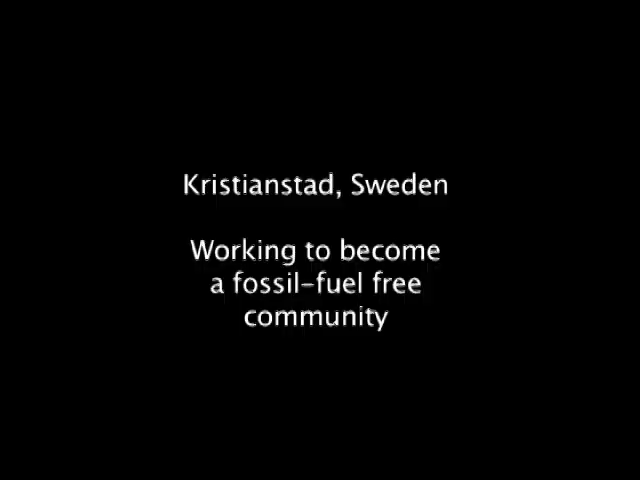 Kristianstad, Sweden
Working to become
a fossil-fuel free
community